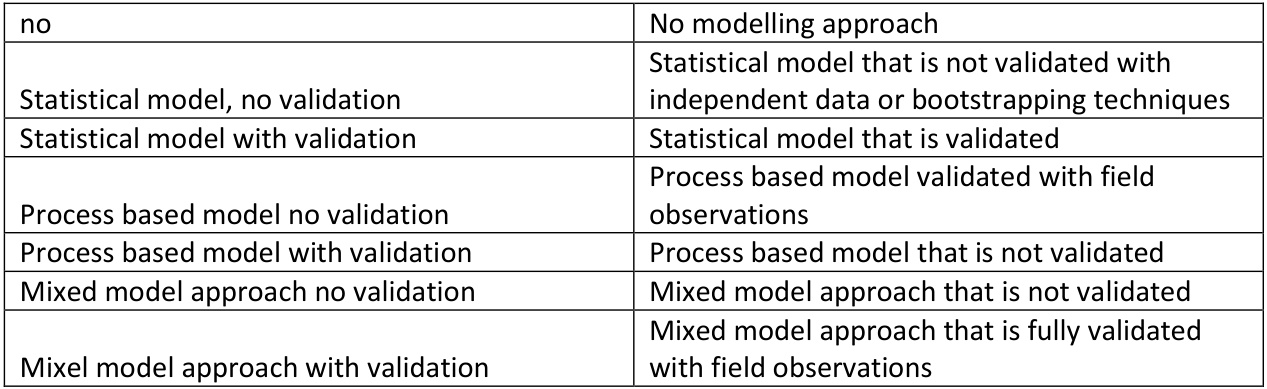 no
No modelling approach
Statistical model, no validation
Statistical model that is not validated with
independent data or bootstrapping techniques
Statistical model with validation
Statistical model that is validated
Process based model no validation
Process based model validated with field
observations
Process based model with validation
Process based model that is not validated
Mixed model approach no validation
Mixed model approach that is not validated
Mixel model approach with validation
Mixed model approach that is fully validated
with field observations